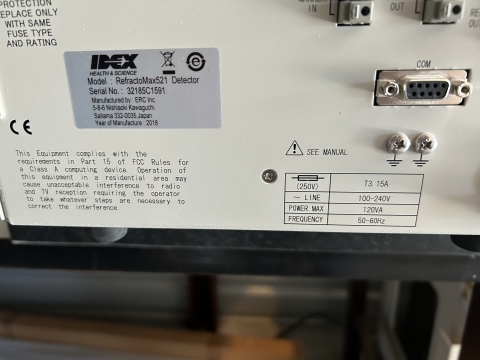 PROTECTION
REPLACE ONLY
WITH SAME
FUSE TYPE
AND RATING
IN
OUT
IDEX
HEALTH & SCIENCE
Model : RefractoMax521 Detector
Serial No. : 32185C1591
Manufactured by ERC Inc.
5-8-6 Nishiaoki Kawaguchi
Saitama 332-0035,Japan
Year of Manufacture : 2018
COM
CE
SEE MANUAL
This Equipment complies with the
requirements in Part 15 of FCC Rules for
a Class A computing device. Operation of
this equipment in a residential area may
cause unacceptable interference to radio
and TV reception requiring the operator
to take whatever steps are necessary to
correct the interference.
(250V) T3.15A
~ LINE 100-240V
POWER MAX 120VA
FREQUENCY 50-60Hz